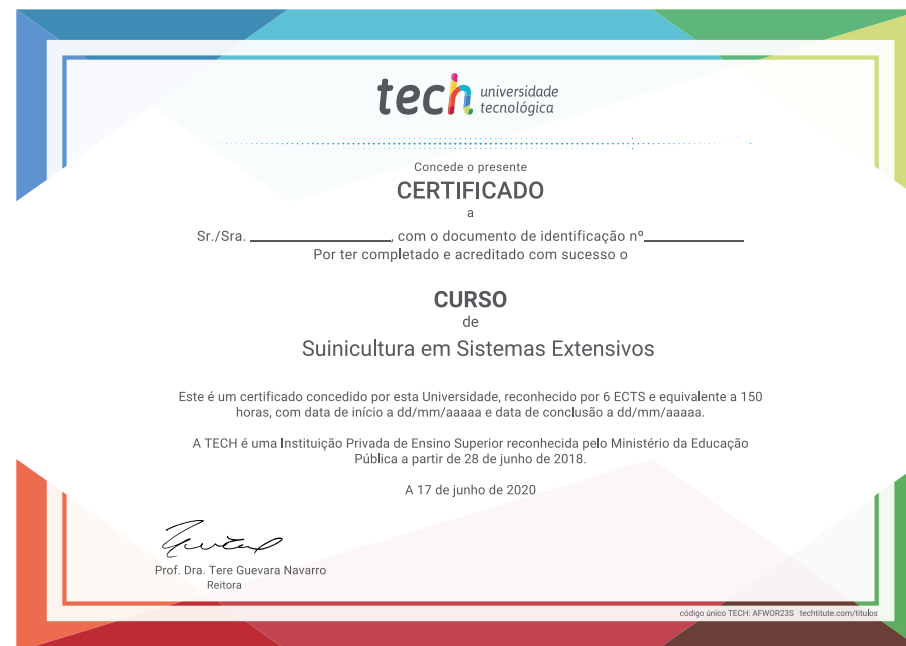 tech universidade
tecnológica
Concede o presente
CERTIFICADO
a
Sr./Sra. ____________________, com o documento de identificação nº______________
Por ter completado e acreditado com sucesso o
CURSO
de
Suinicultura em Sistemas Extensivos
Este é um certificado concedido por esta Universidade, reconhecido por 6 ECTS e equivalente a 150
horas, com data de início a dd/mm/aaaaa e data de conclusão a dd/mm/aaaaa.
A TECH é uma Instituição Privada de Ensino Superior reconhecida pelo Ministério da Educação
Pública a partir de 28 de junho de 2018.
A 17 de junho de 2020
Prof. Dra. Tere Guevara Navarro
Reitora
código único TECH: AFWOR23S techtitute.com/titulos